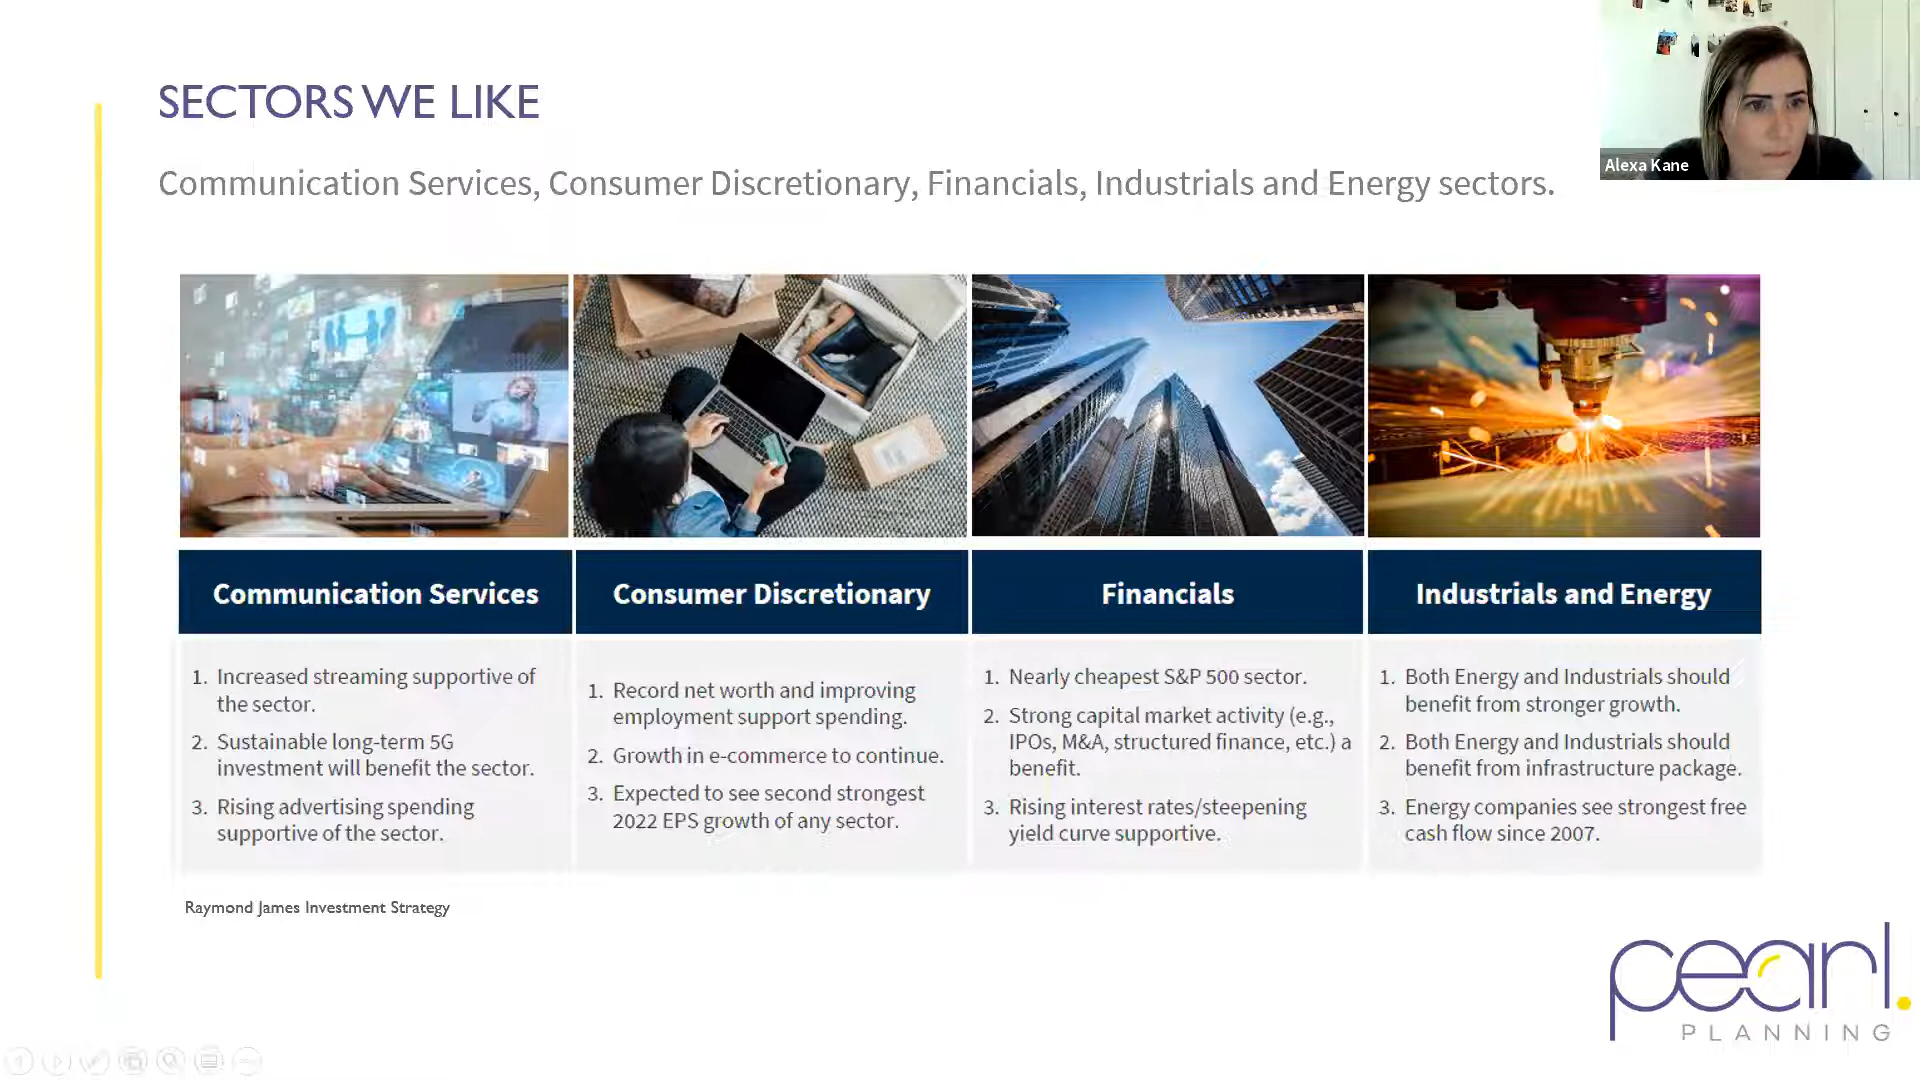 SECTORS WE LIKE
Communication Services, Consumer Discretionary, Financials, Industrials and Energy sectors.
Alexa Kane
Communication Services
1. Increased streaming supportive of
the sector.
2. Sustainable long-term 5G
investment will benefit the sector.
3. Rising advertising spending
supportive of the sector.
Consumer Discretionary
1. Record net worth and improving
employment support spending.
2. Growth in e-commerce to continue.
3. Expected to see second strongest
2022 EPS growth of any sector.
Financials
1. Nearly cheapest S&P 500 sector.
2. Strong capital market activity (e.g.,
IPOs, M&A, structured finance, etc.) a
benefit.
3. Rising interest rates/steepening
yield curve supportive.
Industrials and Energy
1. Both Energy and Industrials should
benefit from stronger growth.
2. Both Energy and Industrials should
benefit from infrastructure package.
3. Energy companies see strongest free
cash flow since 2007.
Raymond James Investment Strategy
pearl.
PLANNING